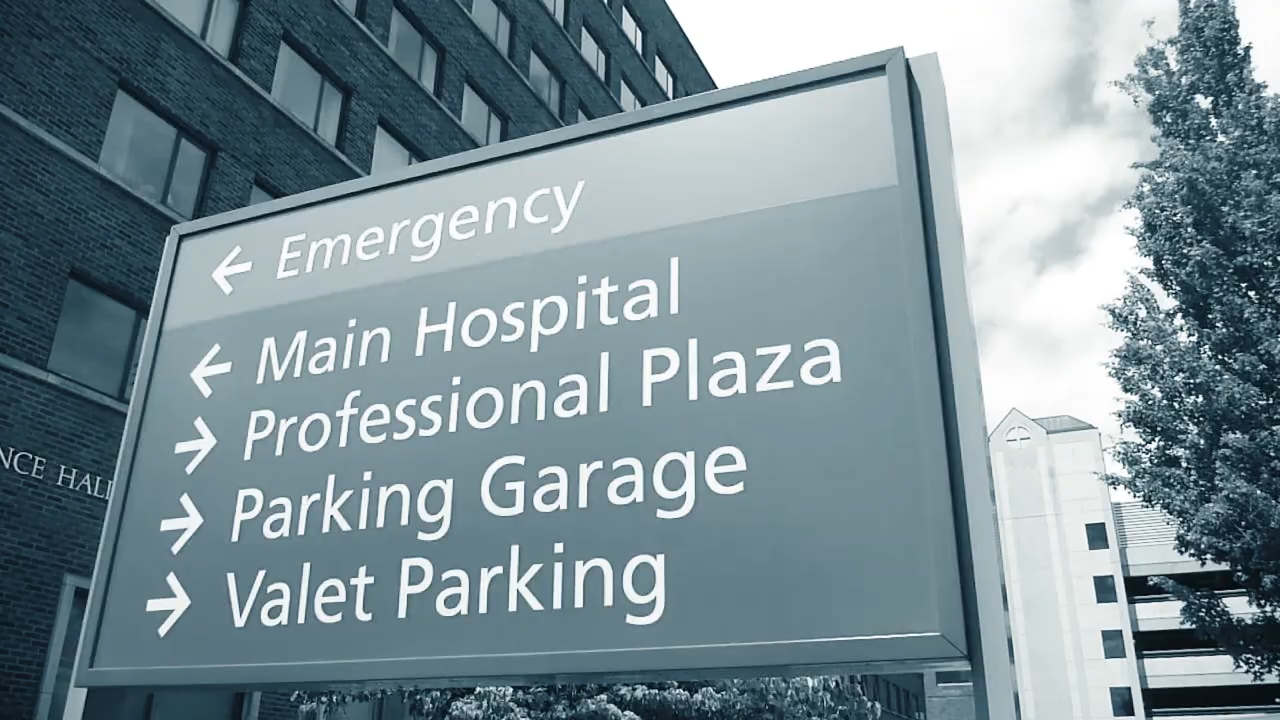 ← Emergency
← Main Hospital
→ Professional Plaza
→ Parking Garage
→ Valet Parking